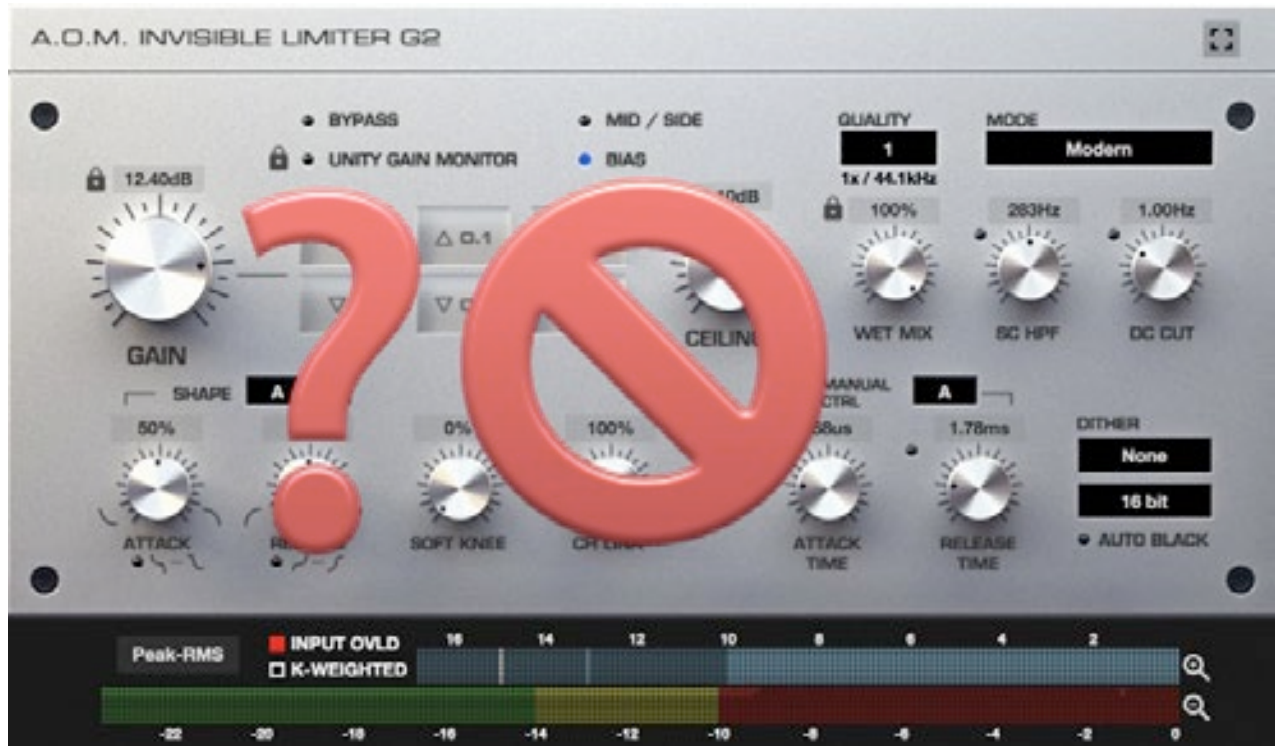 A.O.M. INVISIBLE LIMITER G2
BYPASS
MID / SIDE
QUALITY
MODE
UNITY GAIN MONITOR
BIAS
1
Modern
1x / 44.1kHz
12.40dB
100%
283Hz
1.00Hz
△ 0.1
GAIN
CEILING
WET MIX
SC HPF
DC CUT
SHAPE
A
MANUAL
CTRL
A
50%
0%
100%
1.78ms
DITHER
None
16 bit
ATTACK
SOFT KNEE
CH LINK
ATTACK
TIME
RELEASE
TIME
AUTO BLACK
Peak-RMS
INPUT OVLD
K-WEIGHTED
16 14 12 10 8 6 4 2
-22 -20 -18 -16 -14 -12 -10 -8 -6 -4 -2 0
?